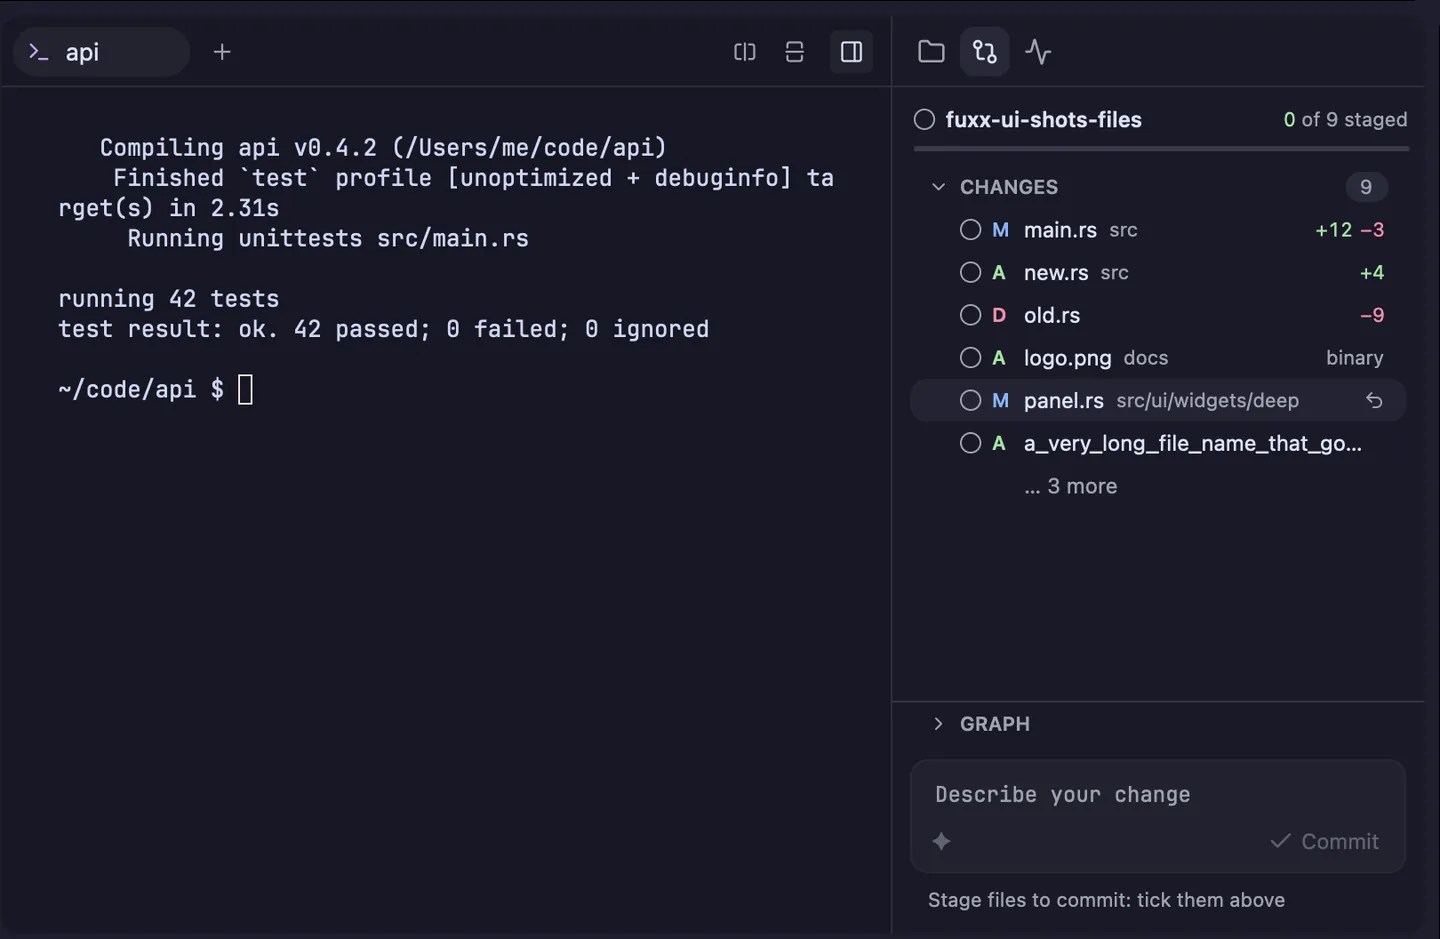 api
Compiling api v0.4.2 (/Users/me/code/api)
Finished `test` profile [unoptimized + debuginfo] ta
rget(s) in 2.31s
Running unittests src/main.rs
running 42 tests
test result: ok. 42 passed; 0 failed; 0 ignored
~/code/api $
fuxx-ui-shots-files 0 of 9 staged
CHANGES 9
M main.rs src +12 −3
A new.rs src +4
D old.rs −9
A logo.png docs binary
M panel.rs src/ui/widgets/deep
A a_very_long_file_name_that_go...
... 3 more
GRAPH
Describe your change
Commit
Stage files to commit: tick them above